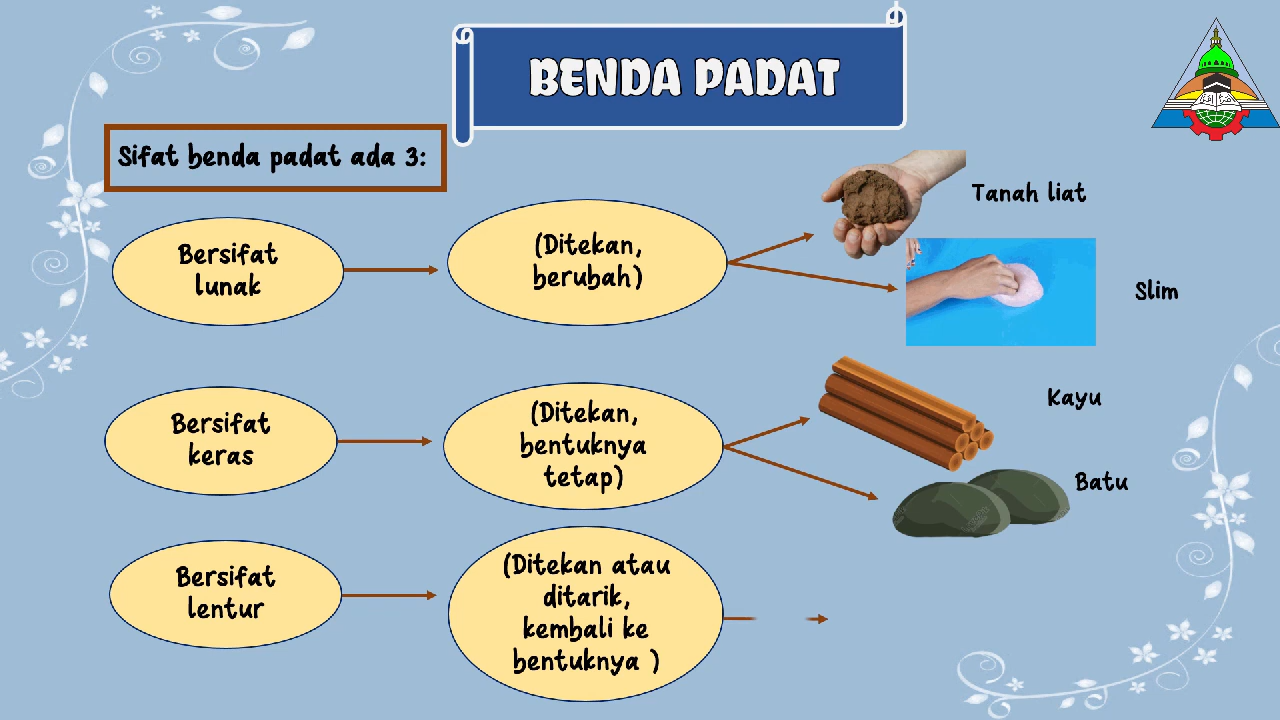 BENDA PADAT
Sifat benda padat ada 3:
Bersifat
lunak
(Ditekan,
berubah)
Tanah liat
Slim
Bersifat
keras
(Ditekan,
bentuknya
tetap)
Kayu
Batu
Bersifat
lentur
(Ditekan atau
ditarik,
kembali ke
bentuknya )